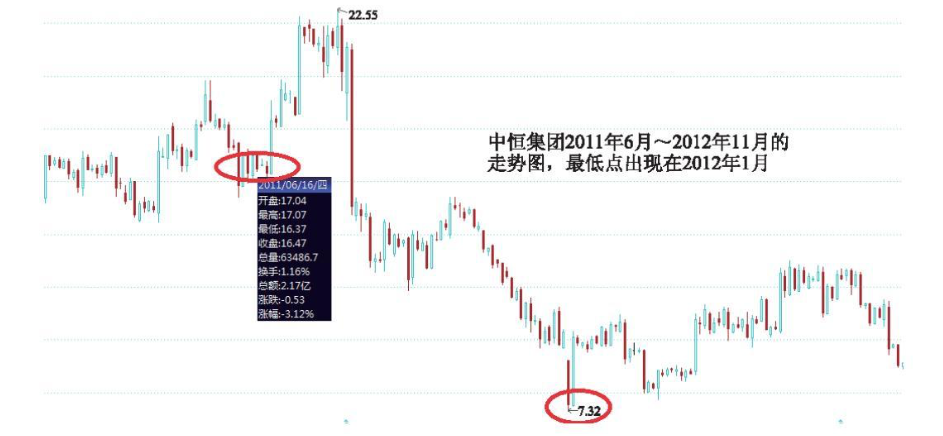 22.55
中恒集团2011年6月～2012年11月的
走势图，最低点出现在2012年1月
2011/06/16/四
开盘:17.04
最高:17.07
最低:16.37
收盘:16.47
总量:63486.7
换手:1.16%
总额:2.17亿
涨跌:-0.53
涨幅:-3.12%
←7.32